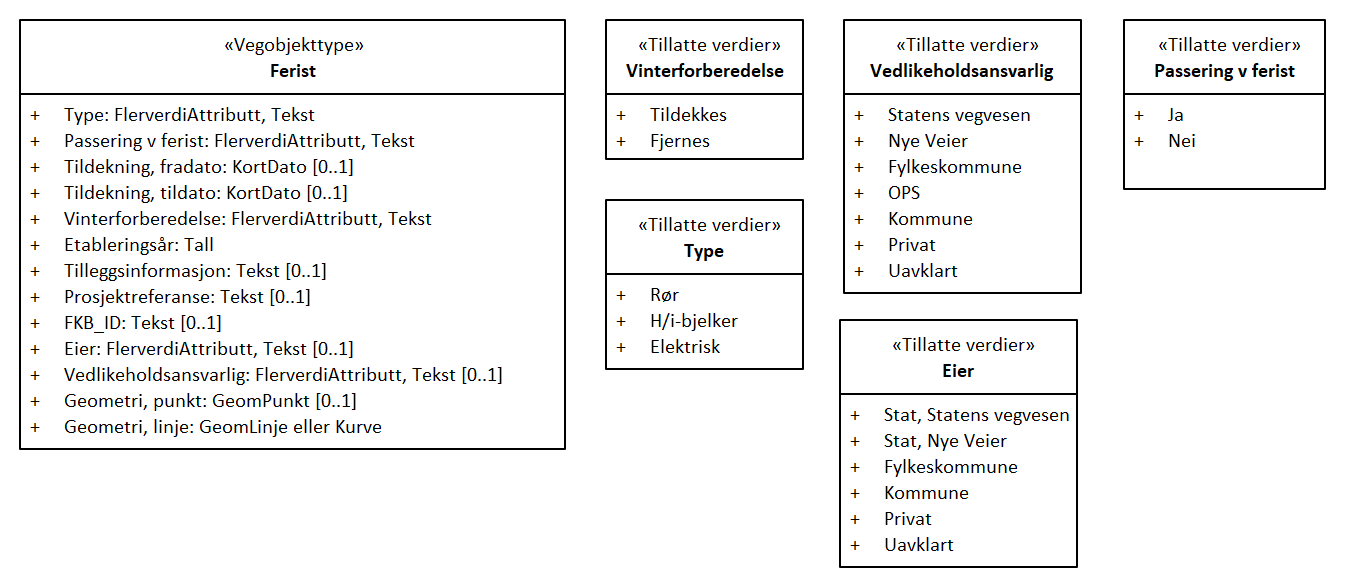 «Vegobjekttype»
Ferist
+ Type: FlerverdiAttributt, Tekst
+ Passering v ferist: FlerverdiAttributt, Tekst
+ Tildekning, fradato: KortDato [0..1]
+ Tildekning, tildato: KortDato [0..1]
+ Vinterforberedelse: FlerverdiAttributt, Tekst
+ Etableringsår: Tall
+ Tilleggsinformasjon: Tekst [0..1]
+ Prosjektreferanse: Tekst [0..1]
+ FKB_ID: Tekst [0..1]
+ Eier: FlerverdiAttributt, Tekst [0..1]
+ Vedlikeholdsansvarlig: FlerverdiAttributt, Tekst [0..1]
+ Geometri, punkt: GeomPunkt [0..1]
+ Geometri, linje: GeomLinje eller Kurve
«Tillatte verdier»
Vinterforberedelse
+ Tildekkes
+ Fjernes
«Tillatte verdier»
Type
+ Rør
+ H/i-bjelker
+ Elektrisk
«Tillatte verdier»
Vedlikeholdsansvarlig
+ Statens vegvesen
+ Nye Veier
+ Fylkeskommune
+ OPS
+ Kommune
+ Privat
+ Uavklart
«Tillatte verdier»
Eier
+ Stat, Statens vegvesen
+ Stat, Nye Veier
+ Fylkeskommune
+ Kommune
+ Privat
+ Uavklart
«Tillatte verdier»
Passering v ferist
+ Ja
+ Nei